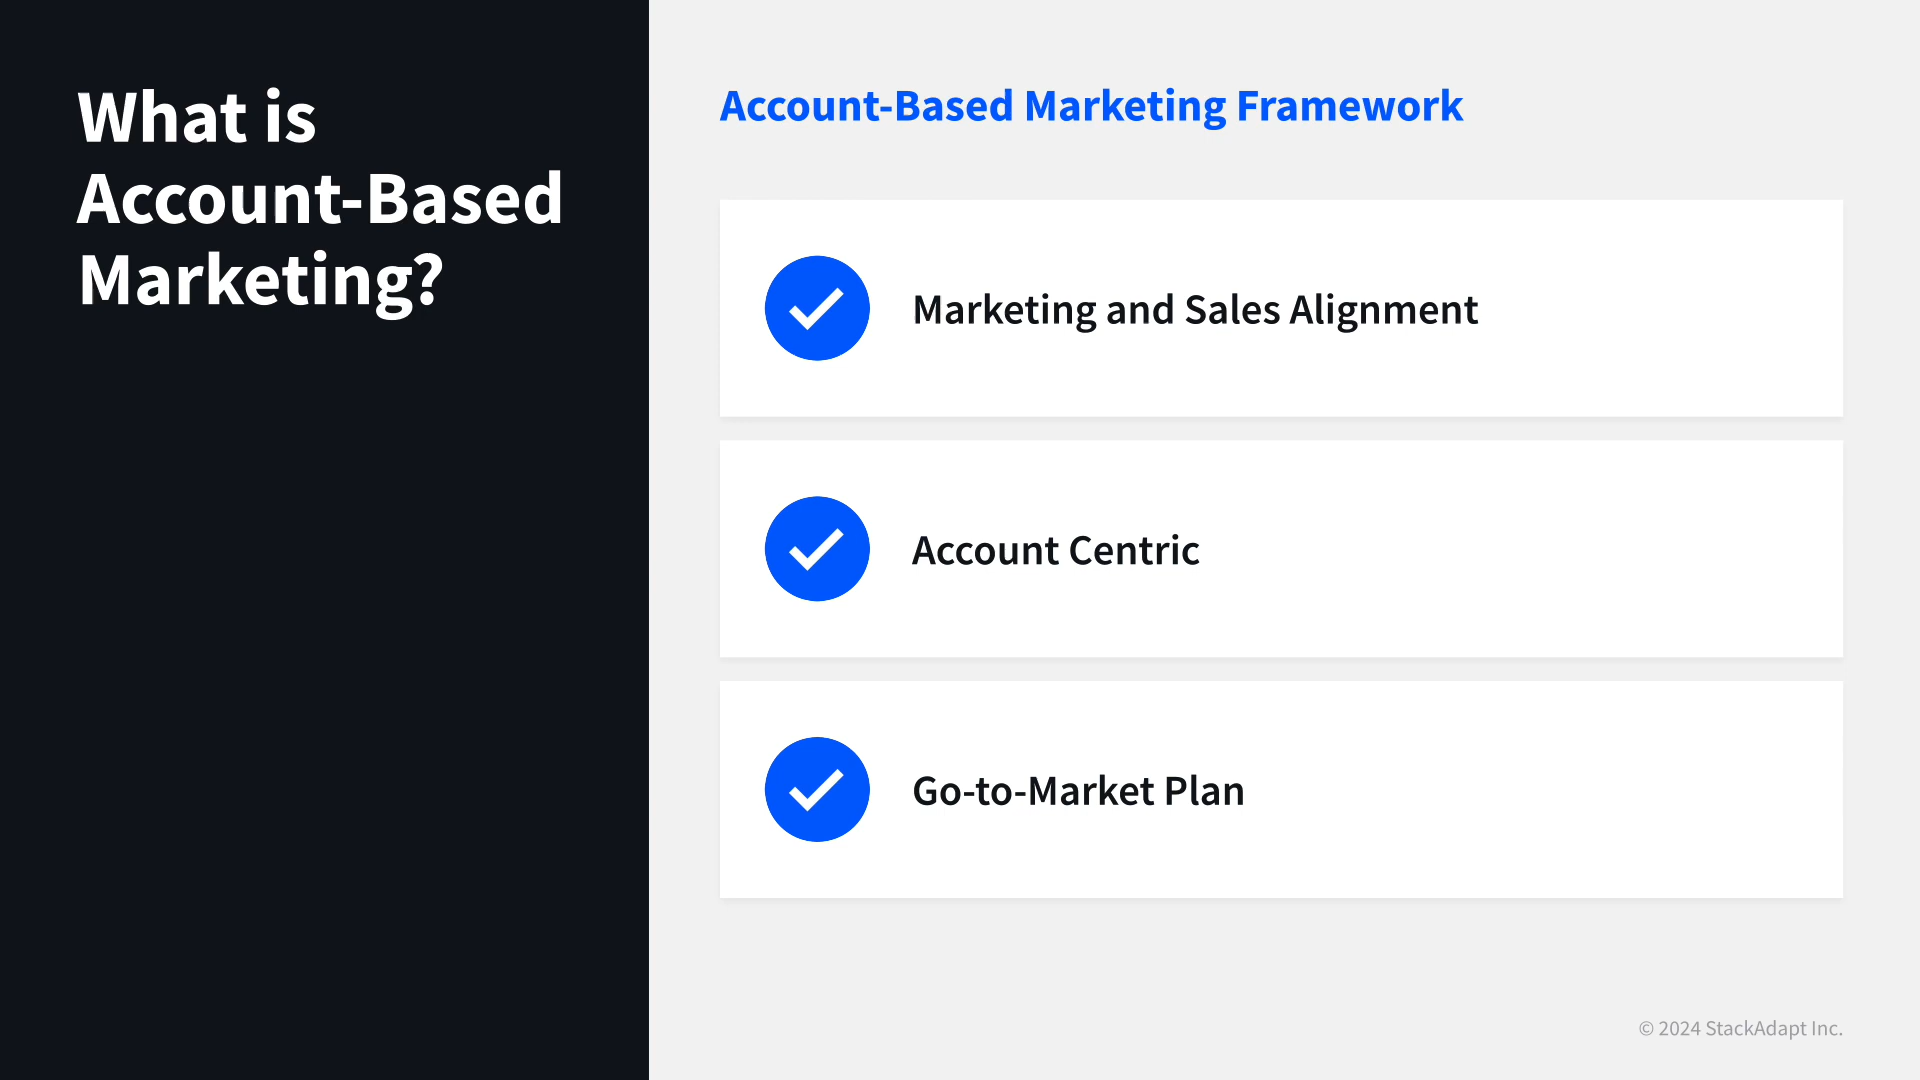 What is
Account-Based
Marketing?
Account-Based Marketing Framework
Marketing and Sales Alignment
Account Centric
Go-to-Market Plan
© 2024 StackAdapt Inc.